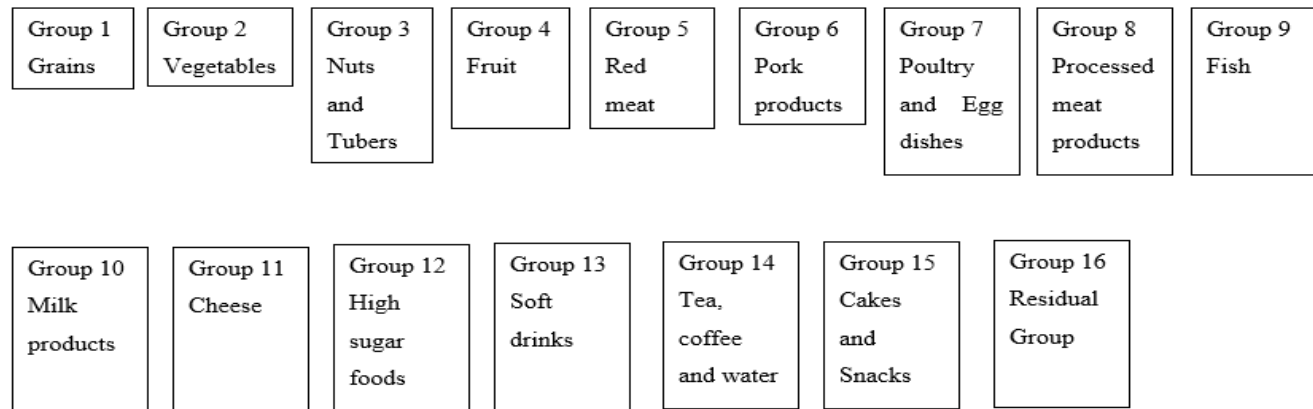 Group 1
Grains
Group 2
Vegetables
Group 3
Nuts
and
Tubers
Group 4
Fruit
Group 5
Red
meat
Group 6
Pork
products
Group 7
Poultry
and Egg
dishes
Group 8
Processed
meat
products
Group 9
Fish
Group 10
Milk
products
Group 11
Cheese
Group 12
High
sugar
foods
Group 13
Soft
drinks
Group 14
Tea,
coffee
and water
Group 15
Cakes
and
Snacks
Group 16
Residual
Group